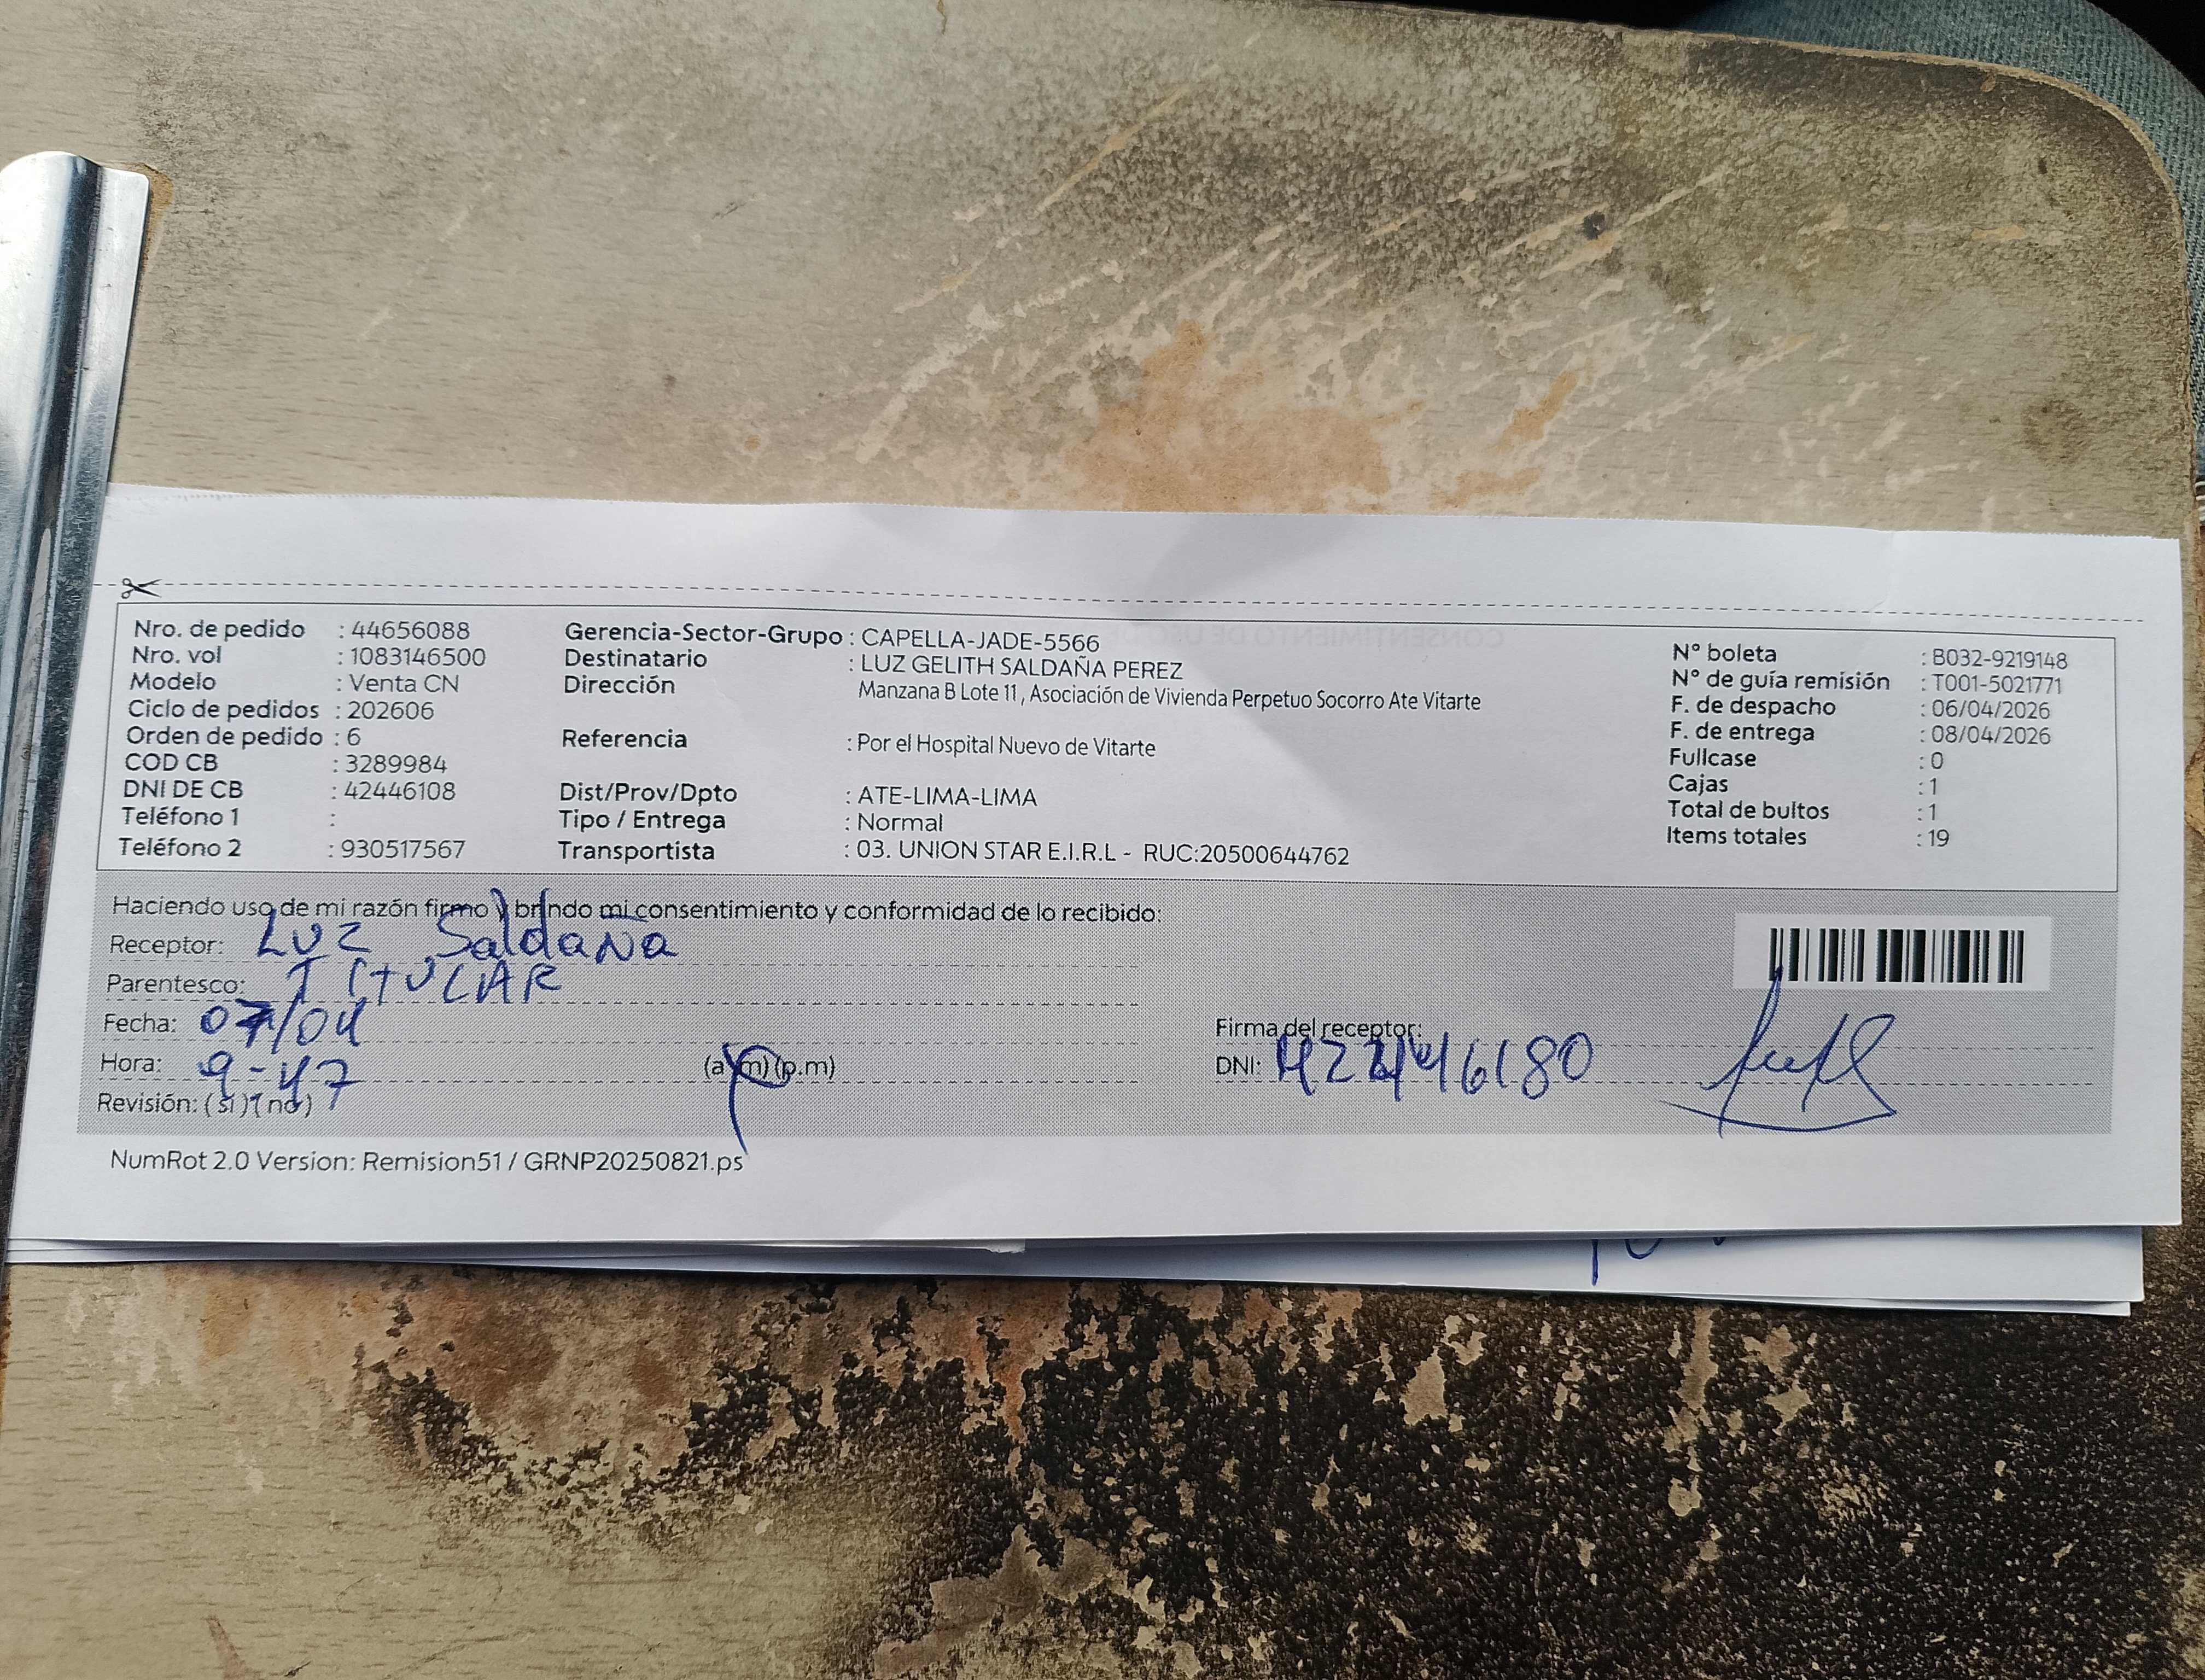 Nro. de pedido : 44656088
Nro. vol : 1083146500
Modelo : Venta CN
Ciclo de pedidos : 202606
Orden de pedido : 6
COD CB : 3289984
DNI DE CB : 42446108
Teléfono 1 :
Teléfono 2 : 930517567
Gerencia-Sector-Grupo : CAPELLA-JADE-5566
Destinatario : LUZ GELITH SALDAÑA PEREZ
Dirección Manzana B Lote 11, Asociación de Vivienda Perpetuo Socorro Ate Vitarte
Referencia : Por el Hospital Nuevo de Vitarte
Dist/Prov/Dpto : ATE-LIMA-LIMA
Tipo / Entrega : Normal
Transportista : 03. UNION STAR E.I.R.L - RUC:20500644762
N° boleta : B032-9219148
N° de guía remisión : T001-5021771
F. de despacho : 06/04/2026
F. de entrega : 08/04/2026
Fullcase : 0
Cajas : 1
Total de bultos : 1
Items totales : 19
Haciendo uso de mi razón firmo y brindo mi consentimiento y conformidad de lo recibido:
Receptor: Luz Saldaña
Parentesco: TITULAR
Fecha: 07/04
Hora: 9-47 (a.m) (p.m)
Revisión: ( si ) ( no )
Firma del receptor:
DNI:
NumRot 2.0 Version: Remision51 / GRNP20250821.ps